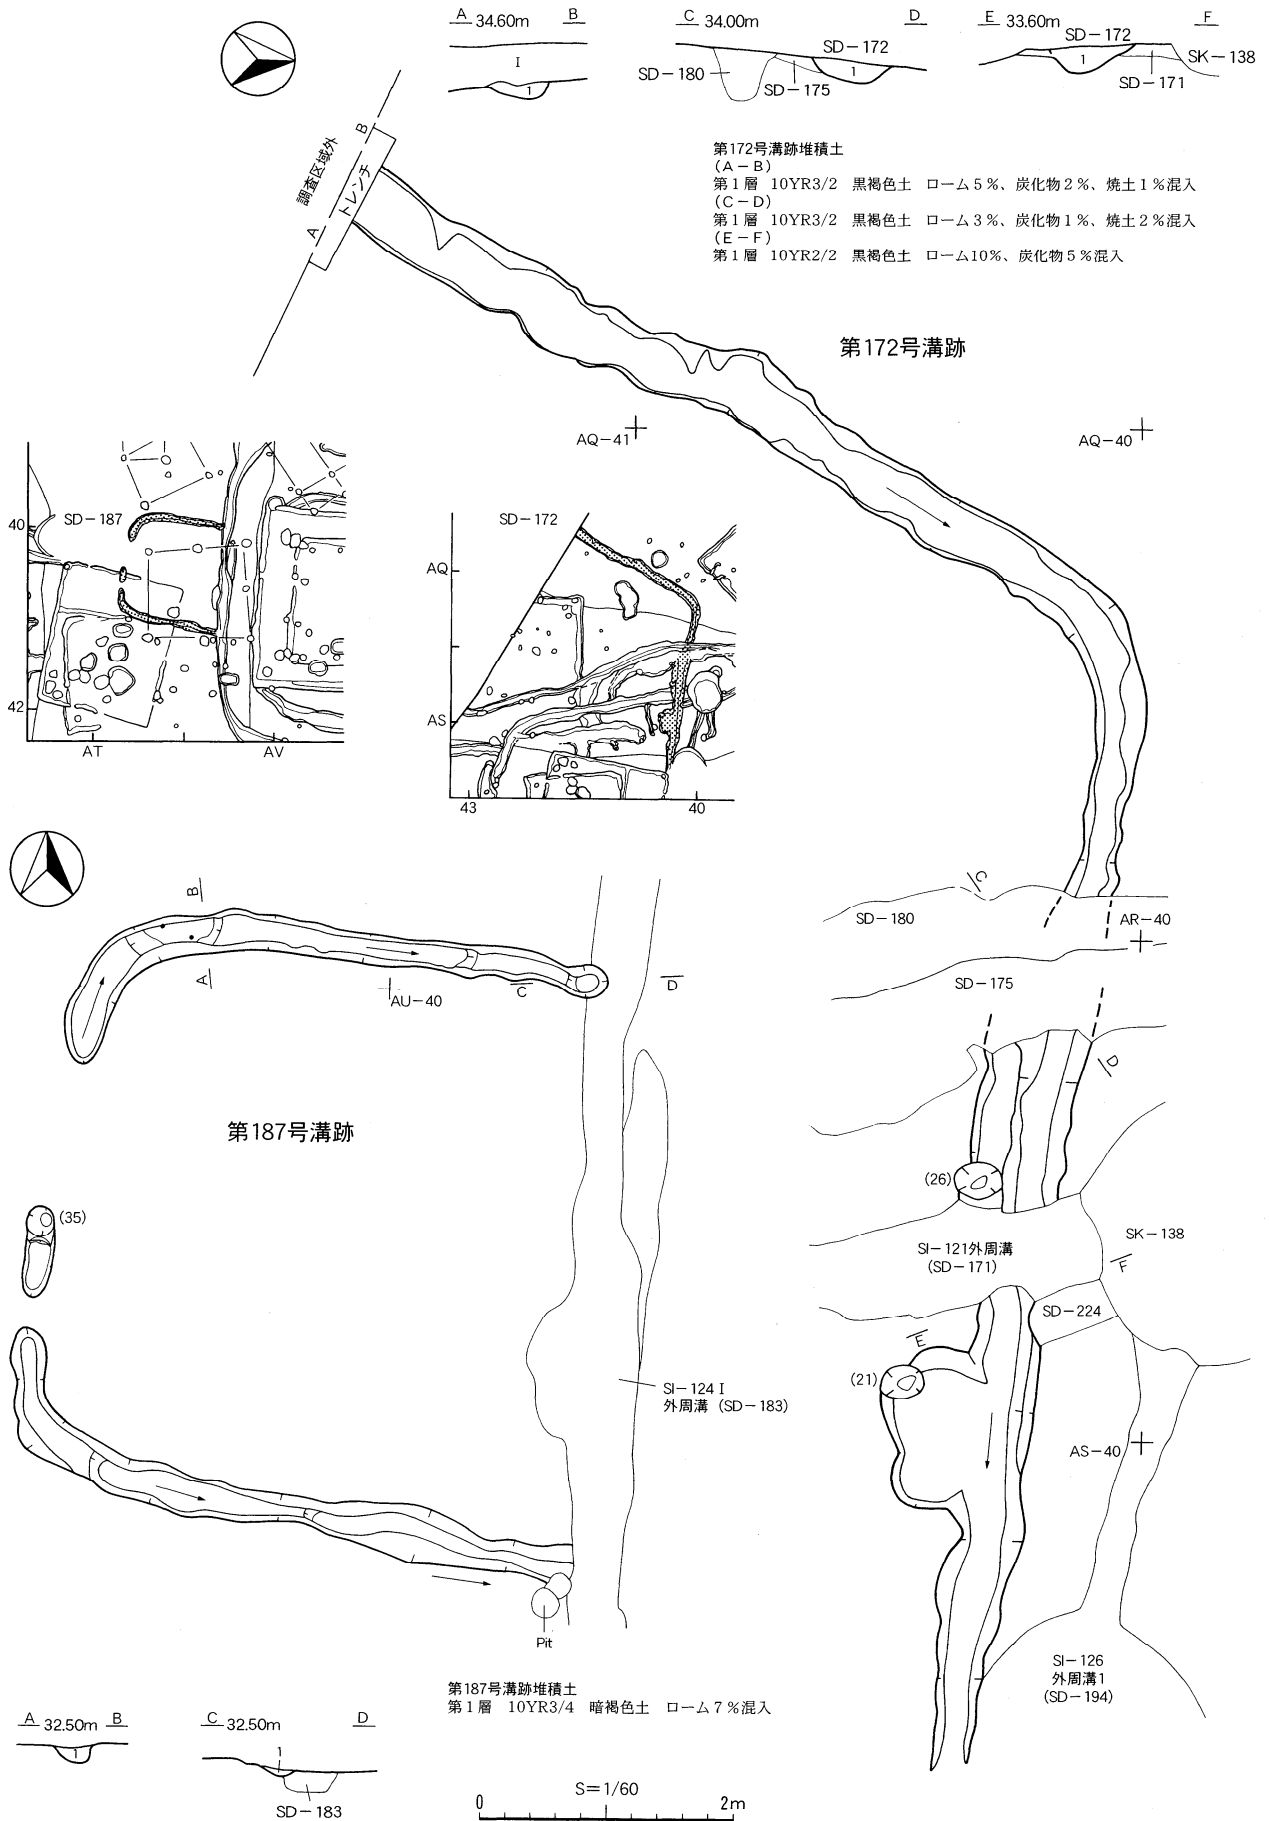 A 34.60m B
I
1
C 34.00m D
SD-172
SD-180
SD-175
1
E 33.60m F
SD-172
1
SK-138
SD-171
調査区域外
A トレンチ B
第172号溝跡堆積土
(A-B)
第1層 10YR3/2 黒褐色土 ローム5%、炭化物2%、焼土1%混入
(C-D)
第1層 10YR3/2 黒褐色土 ローム3%、炭化物1%、焼土2%混入
(E-F)
第1層 10YR2/2 黒褐色土 ローム10%、炭化物5%混入
第172号溝跡
AQ-41
AQ-40
SD-187
40
42
AT
AV
SD-172
AQ
AS
43
40
C
SD-180
AR-40
SD-175
D
(26)
SI-121外周溝
(SD-171)
SK-138
F
SD-224
E
(21)
AS-40
SI-126
外周溝1
(SD-194)
B
A
AU-40
C
D
第187号溝跡
(35)
SI-124 I
外周溝 (SD-183)
Pit
第187号溝跡堆積土
第1層 10YR3/4 暗褐色土 ローム7%混入
A 32.50m B
1
C 32.50m D
1
SD-183
S=1/60
0 2m